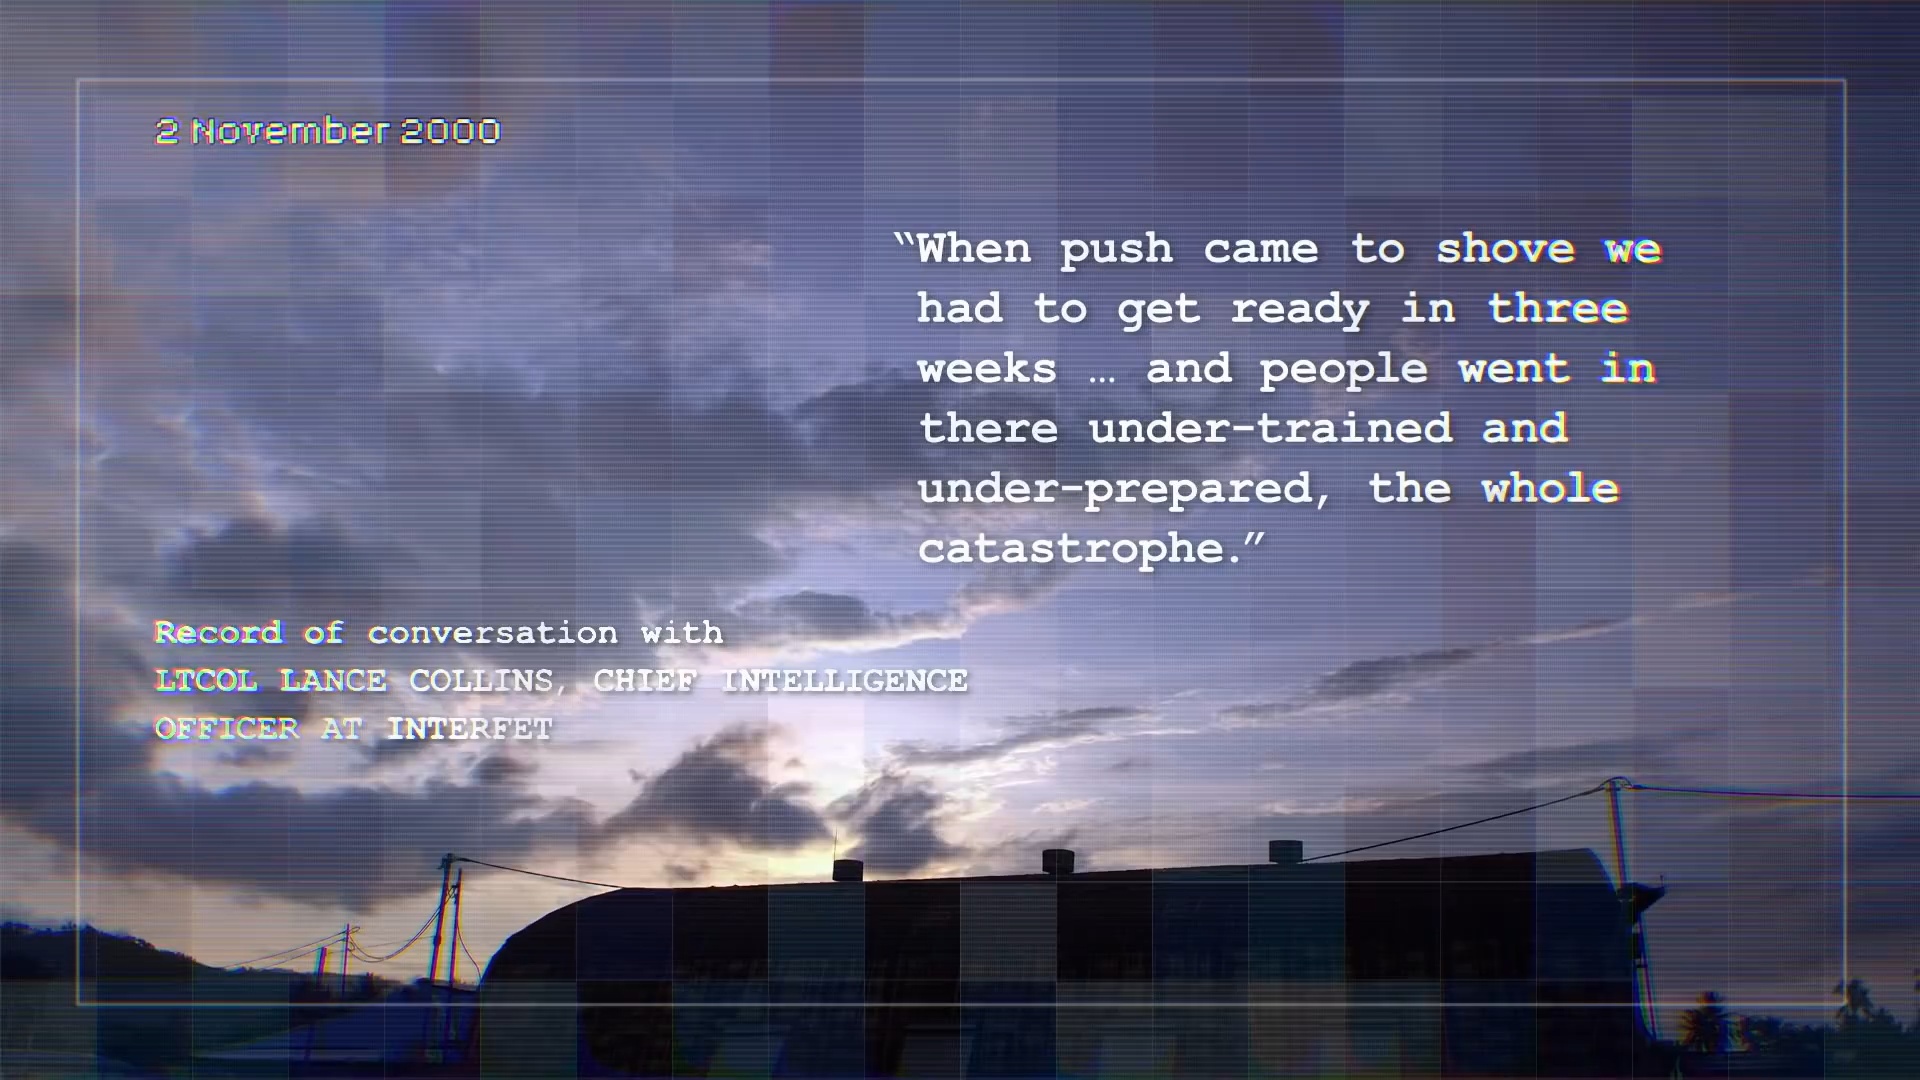 2 November 2000
“When push came to shove we
had to get ready in three
weeks … and people went in
there under-trained and
under-prepared, the whole
catastrophe.”
Record of conversation with
LTCOL LANCE COLLINS, CHIEF INTELLIGENCE
OFFICER AT INTERFET